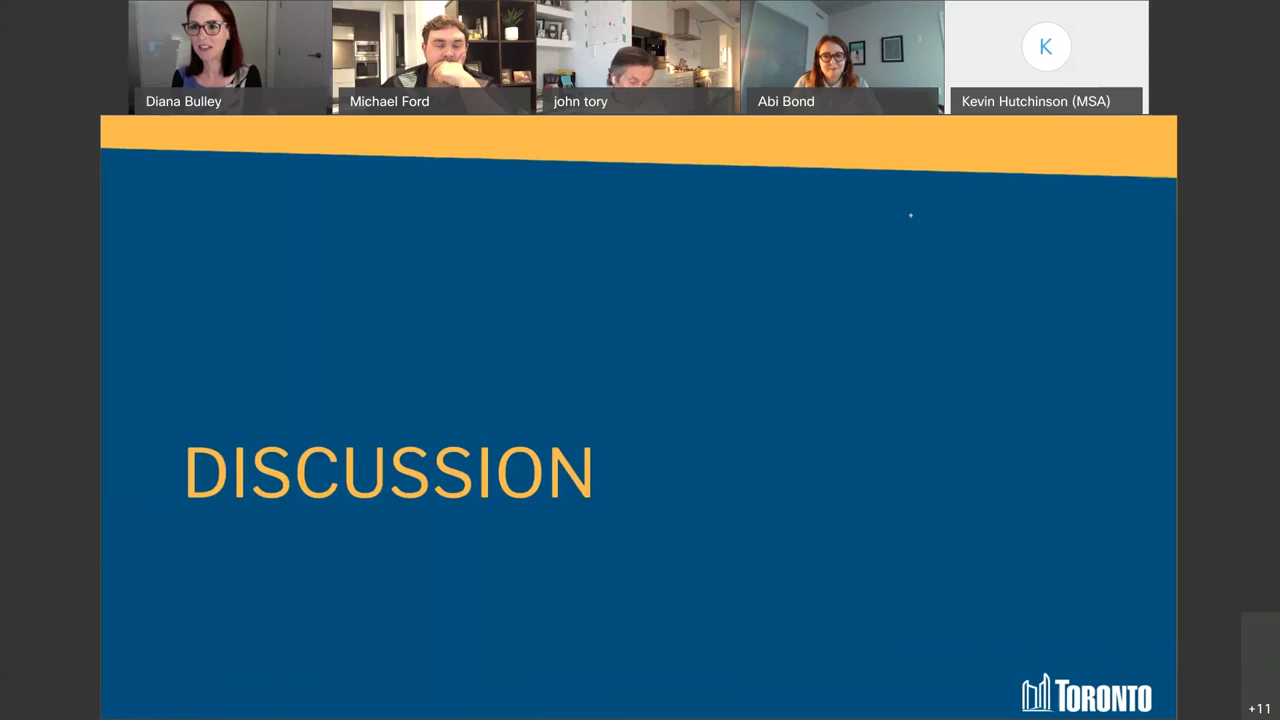 Diana Bulley
Michael Ford
john tory
Abi Bond
K
Kevin Hutchinson (MSA)
DISCUSSION
TORONTO
+11